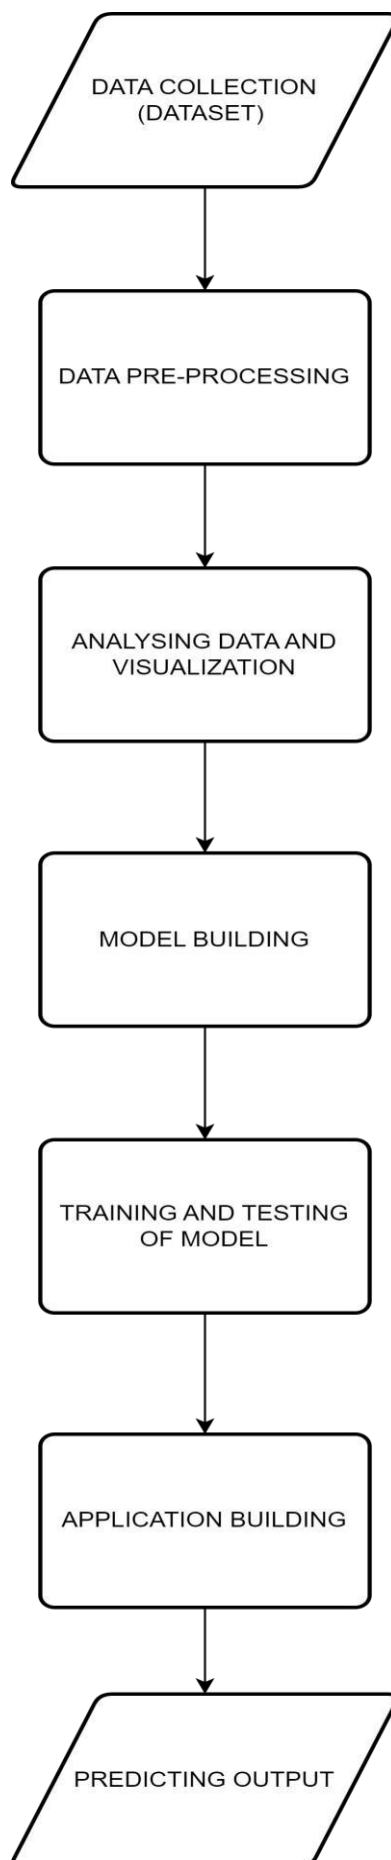 DATA COLLECTION
(DATASET)
DATA PRE-PROCESSING
ANALYSING DATA AND
VISUALIZATION
MODEL BUILDING
TRAINING AND TESTING
OF MODEL
APPLICATION BUILDING
PREDICTING OUTPUT